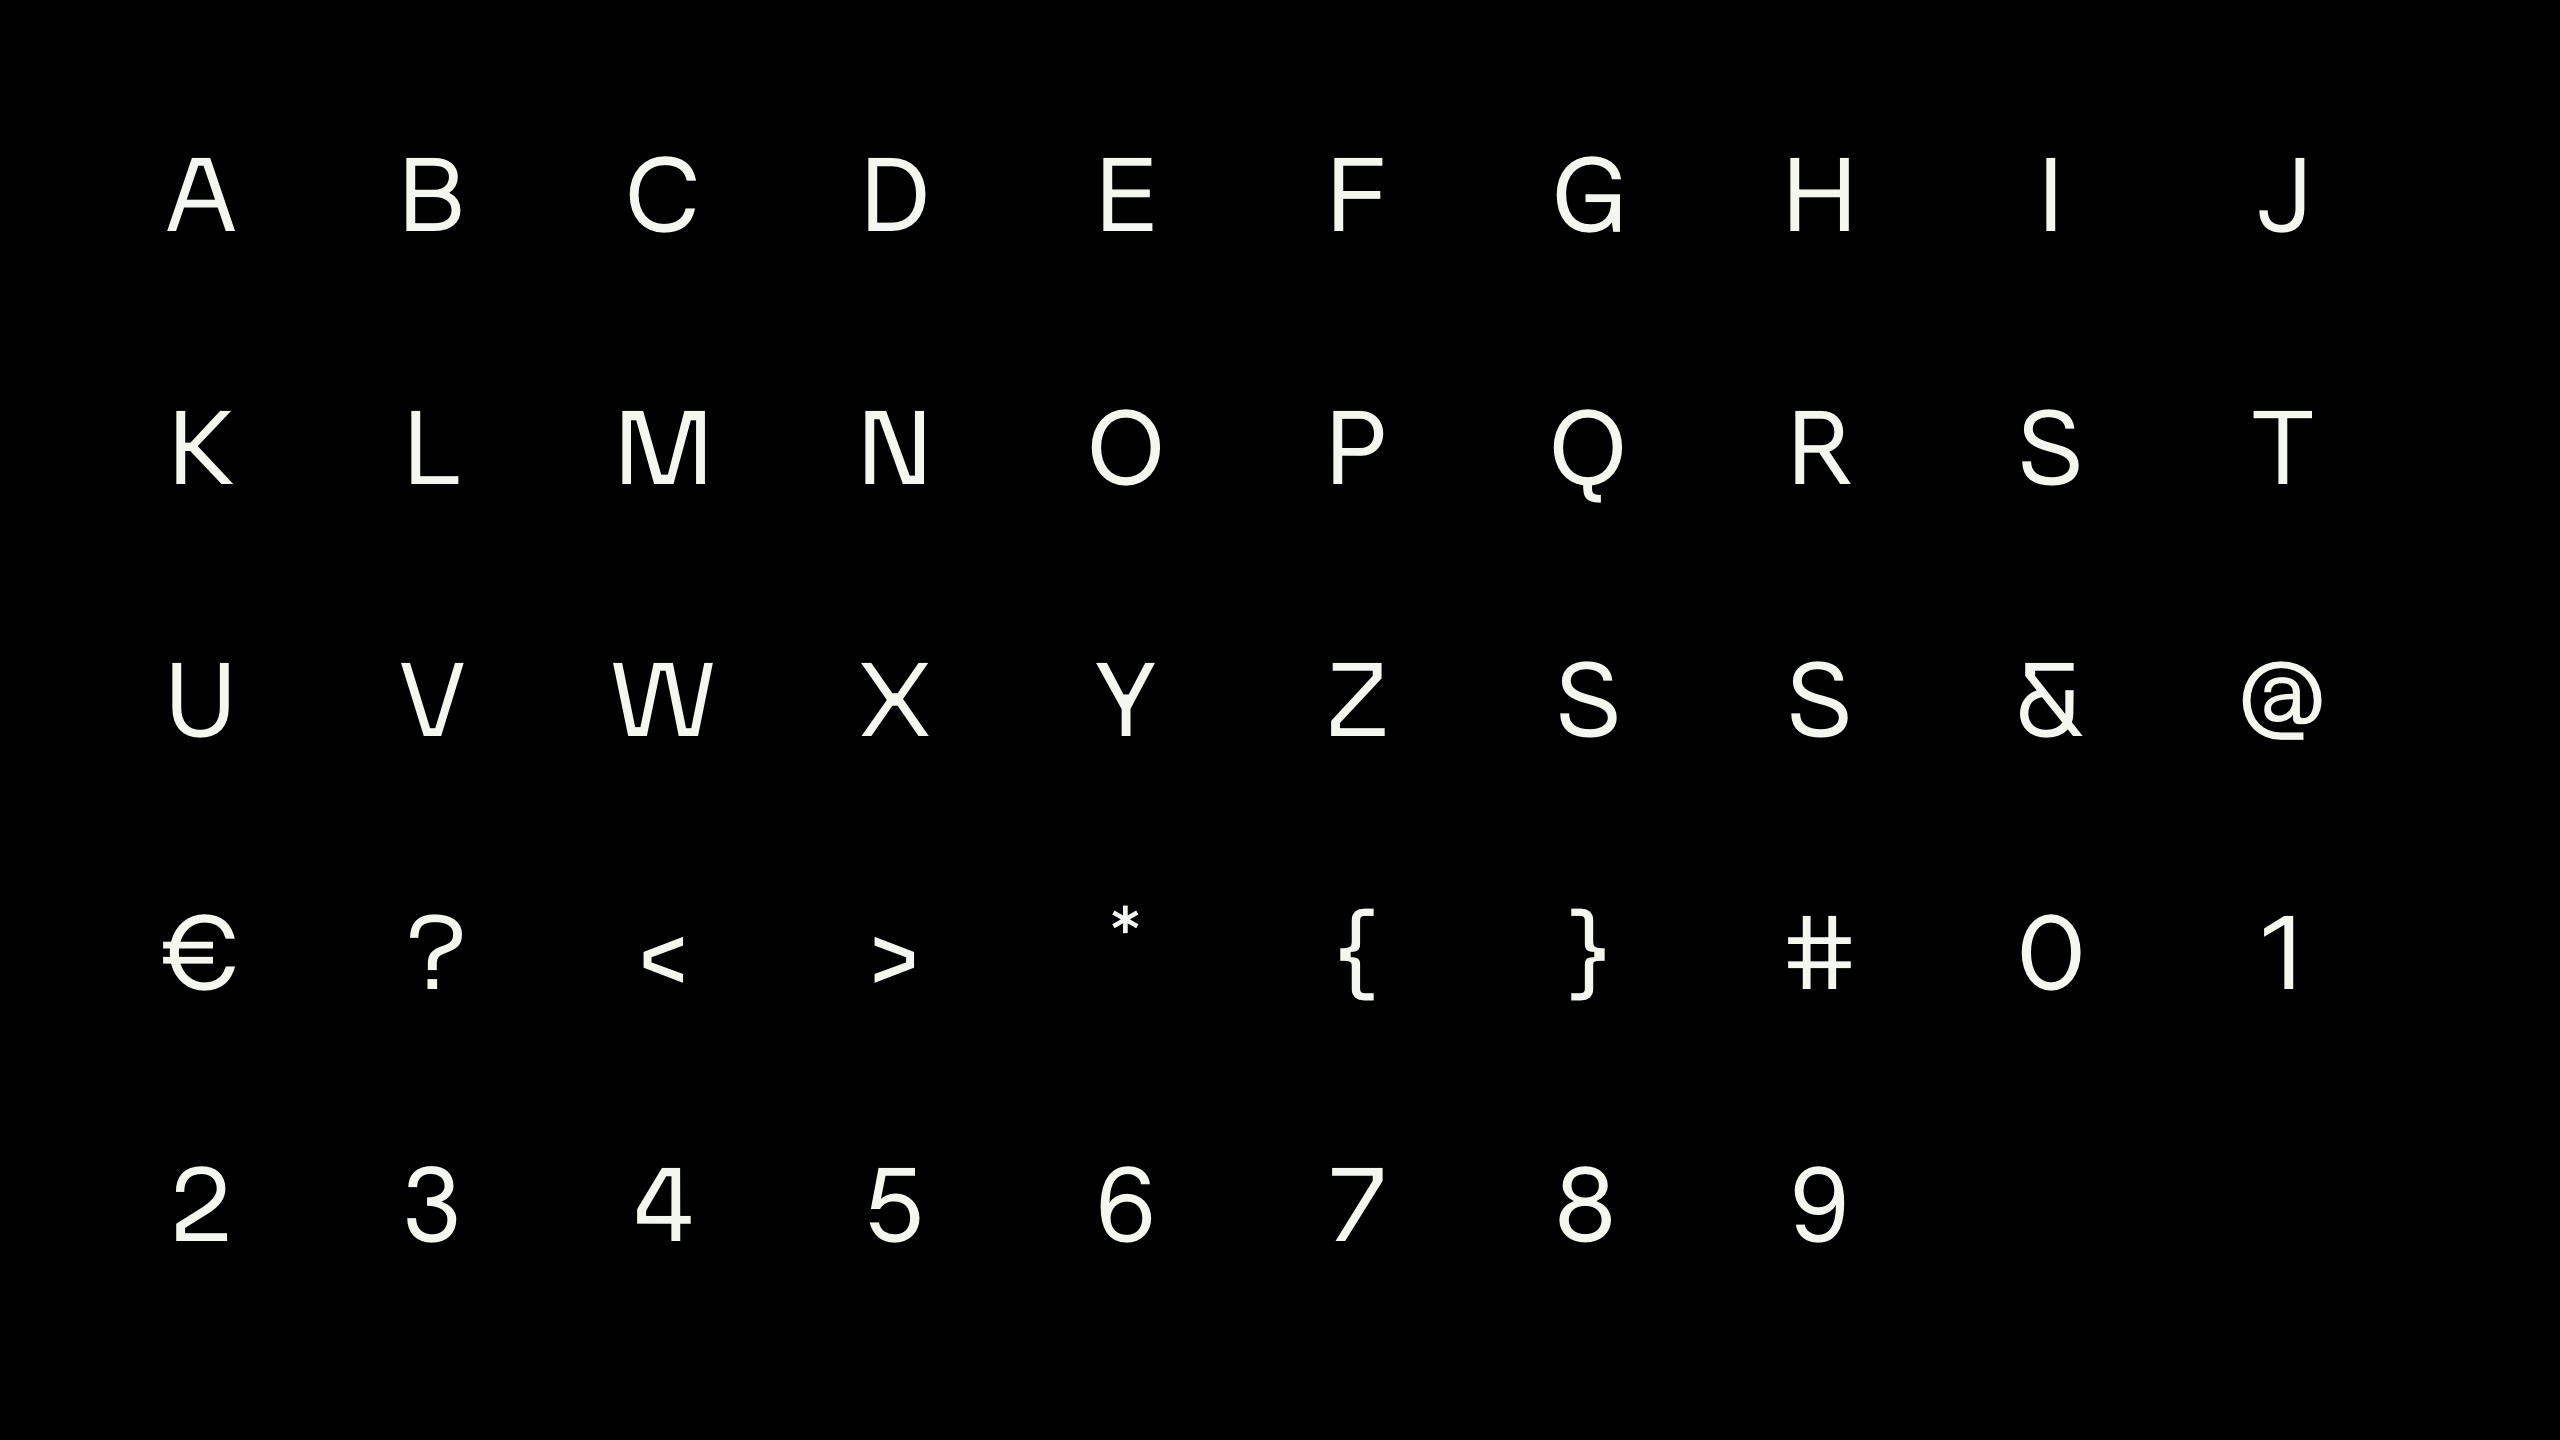 A B C D E F G H I J
K L M N O P Q R S T
U V W X Y Z S S & @
€ ? < > * { } # 0 1
2 3 4 5 6 7 8 9